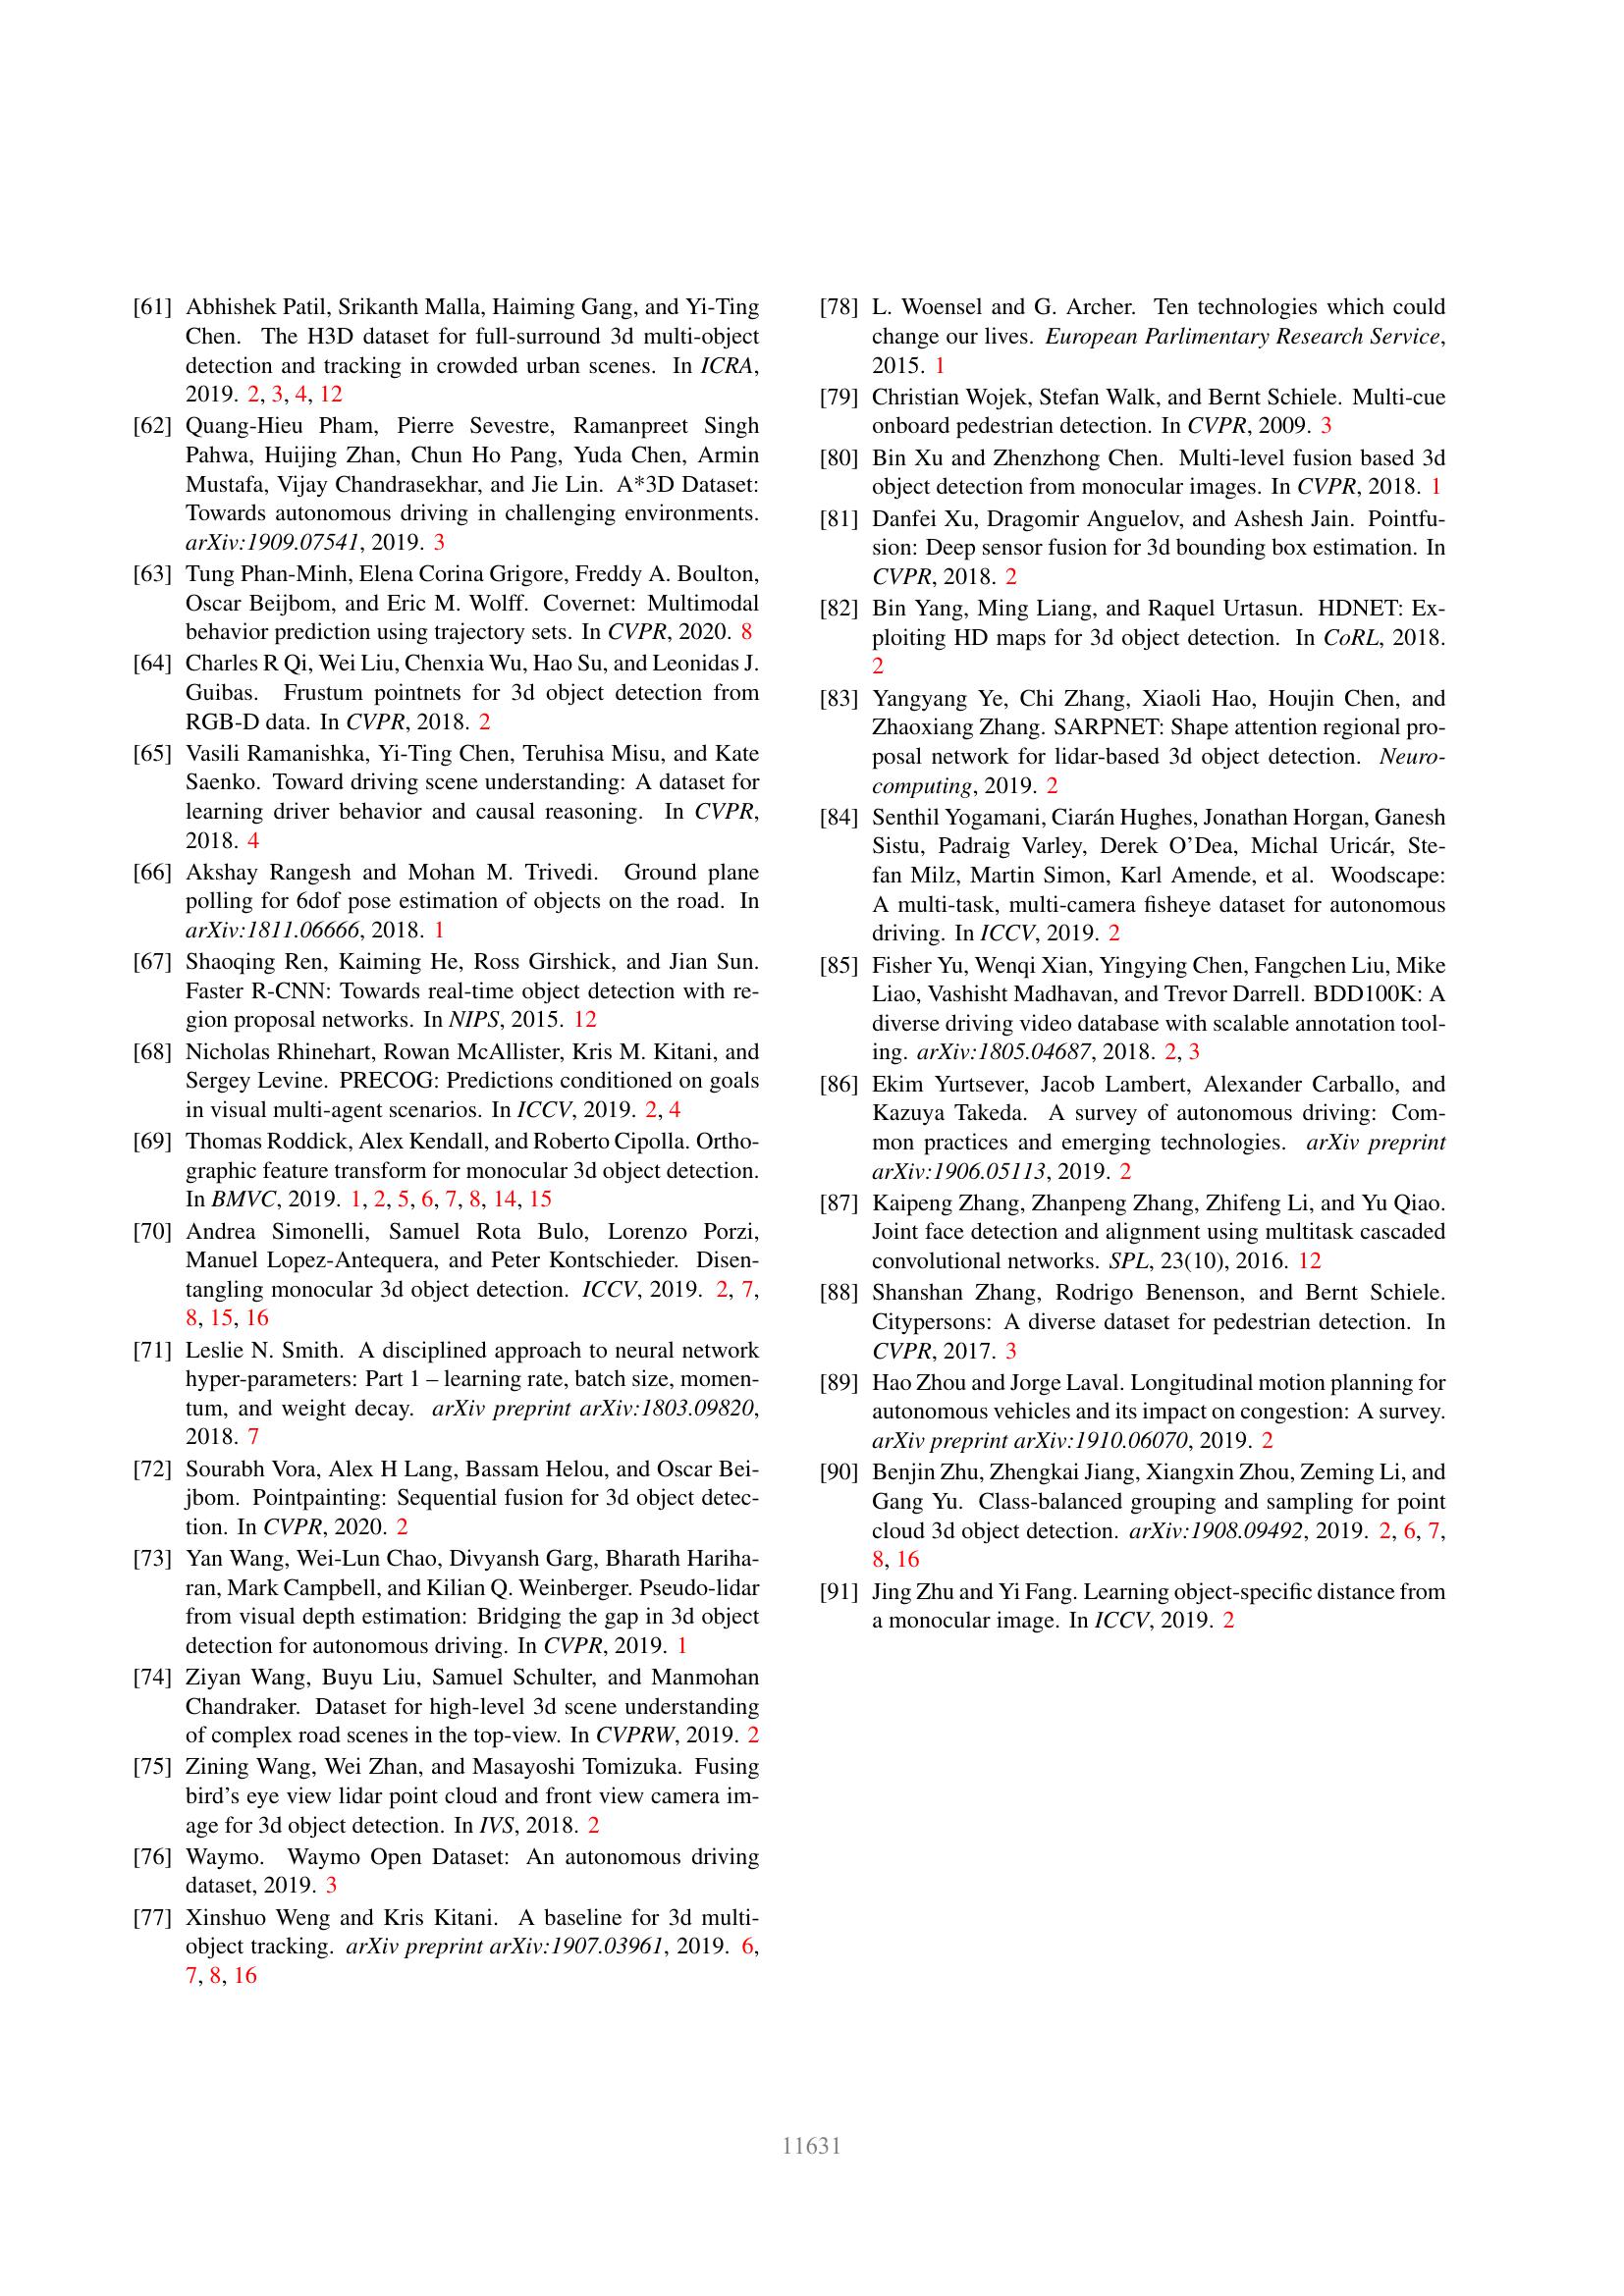 [61] Abhishek Patil, Srikanth Malla, Haiming Gang, and Yi-Ting
Chen. The H3D dataset for full-surround 3d multi-object
detection and tracking in crowded urban scenes. In ICRA,
2019. 2, 3, 4, 12
[62] Quang-Hieu Pham, Pierre Sevestre, Ramanpreet Singh
Pahwa, Huijing Zhan, Chun Ho Pang, Yuda Chen, Armin
Mustafa, Vijay Chandrasekhar, and Jie Lin. A*3D Dataset:
Towards autonomous driving in challenging environments.
arXiv:1909.07541, 2019. 3
[63] Tung Phan-Minh, Elena Corina Grigore, Freddy A. Boulton,
Oscar Beijbom, and Eric M. Wolff. Covernet: Multimodal
behavior prediction using trajectory sets. In CVPR, 2020. 8
[64] Charles R Qi, Wei Liu, Chenxia Wu, Hao Su, and Leonidas J.
Guibas. Frustum pointnets for 3d object detection from
RGB-D data. In CVPR, 2018. 2
[65] Vasili Ramanishka, Yi-Ting Chen, Teruhisa Misu, and Kate
Saenko. Toward driving scene understanding: A dataset for
learning driver behavior and causal reasoning. In CVPR,
2018. 4
[66] Akshay Rangesh and Mohan M. Trivedi. Ground plane
polling for 6dof pose estimation of objects on the road. In
arXiv:1811.06666, 2018. 1
[67] Shaoqing Ren, Kaiming He, Ross Girshick, and Jian Sun.
Faster R-CNN: Towards real-time object detection with re-
gion proposal networks. In NIPS, 2015. 12
[68] Nicholas Rhinehart, Rowan McAllister, Kris M. Kitani, and
Sergey Levine. PRECOG: Predictions conditioned on goals
in visual multi-agent scenarios. In ICCV, 2019. 2, 4
[69] Thomas Roddick, Alex Kendall, and Roberto Cipolla. Ortho-
graphic feature transform for monocular 3d object detection.
In BMVC, 2019. 1, 2, 5, 6, 7, 8, 14, 15
[70] Andrea Simonelli, Samuel Rota Bulo, Lorenzo Porzi,
Manuel Lopez-Antequera, and Peter Kontschieder. Disen-
tangling monocular 3d object detection. ICCV, 2019. 2, 7,
8, 15, 16
[71] Leslie N. Smith. A disciplined approach to neural network
hyper-parameters: Part 1 – learning rate, batch size, momen-
tum, and weight decay. arXiv preprint arXiv:1803.09820,
2018. 7
[72] Sourabh Vora, Alex H Lang, Bassam Helou, and Oscar Bei-
jbom. Pointpainting: Sequential fusion for 3d object detec-
tion. In CVPR, 2020. 2
[73] Yan Wang, Wei-Lun Chao, Divyansh Garg, Bharath Hariha-
ran, Mark Campbell, and Kilian Q. Weinberger. Pseudo-lidar
from visual depth estimation: Bridging the gap in 3d object
detection for autonomous driving. In CVPR, 2019. 1
[74] Ziyan Wang, Buyu Liu, Samuel Schulter, and Manmohan
Chandraker. Dataset for high-level 3d scene understanding
of complex road scenes in the top-view. In CVPRW, 2019. 2
[75] Zining Wang, Wei Zhan, and Masayoshi Tomizuka. Fusing
bird's eye view lidar point cloud and front view camera im-
age for 3d object detection. In IVS, 2018. 2
[76] Waymo. Waymo Open Dataset: An autonomous driving
dataset, 2019. 3
[77] Xinshuo Weng and Kris Kitani. A baseline for 3d multi-
object tracking. arXiv preprint arXiv:1907.03961, 2019. 6,
7, 8, 16
[78] L. Woensel and G. Archer. Ten technologies which could
change our lives. European Parlimentary Research Service,
2015. 1
[79] Christian Wojek, Stefan Walk, and Bernt Schiele. Multi-cue
onboard pedestrian detection. In CVPR, 2009. 3
[80] Bin Xu and Zhenzhong Chen. Multi-level fusion based 3d
object detection from monocular images. In CVPR, 2018. 1
[81] Danfei Xu, Dragomir Anguelov, and Ashesh Jain. Pointfu-
sion: Deep sensor fusion for 3d bounding box estimation. In
CVPR, 2018. 2
[82] Bin Yang, Ming Liang, and Raquel Urtasun. HDNET: Ex-
ploiting HD maps for 3d object detection. In CoRL, 2018.
2
[83] Yangyang Ye, Chi Zhang, Xiaoli Hao, Houjin Chen, and
Zhaoxiang Zhang. SARPNET: Shape attention regional pro-
posal network for lidar-based 3d object detection. Neuro-
computing, 2019. 2
[84] Senthil Yogamani, Ciarán Hughes, Jonathan Horgan, Ganesh
Sistu, Padraig Varley, Derek O'Dea, Michal Uricár, Ste-
fan Milz, Martin Simon, Karl Amende, et al. Woodscape:
A multi-task, multi-camera fisheye dataset for autonomous
driving. In ICCV, 2019. 2
[85] Fisher Yu, Wenqi Xian, Yingying Chen, Fangchen Liu, Mike
Liao, Vashisht Madhavan, and Trevor Darrell. BDD100K: A
diverse driving video database with scalable annotation tool-
ing. arXiv:1805.04687, 2018. 2, 3
[86] Ekim Yurtsever, Jacob Lambert, Alexander Carballo, and
Kazuya Takeda. A survey of autonomous driving: Com-
mon practices and emerging technologies. arXiv preprint
arXiv:1906.05113, 2019. 2
[87] Kaipeng Zhang, Zhanpeng Zhang, Zhifeng Li, and Yu Qiao.
Joint face detection and alignment using multitask cascaded
convolutional networks. SPL, 23(10), 2016. 12
[88] Shanshan Zhang, Rodrigo Benenson, and Bernt Schiele.
Citypersons: A diverse dataset for pedestrian detection. In
CVPR, 2017. 3
[89] Hao Zhou and Jorge Laval. Longitudinal motion planning for
autonomous vehicles and its impact on congestion: A survey.
arXiv preprint arXiv:1910.06070, 2019. 2
[90] Benjin Zhu, Zhengkai Jiang, Xiangxin Zhou, Zeming Li, and
Gang Yu. Class-balanced grouping and sampling for point
cloud 3d object detection. arXiv:1908.09492, 2019. 2, 6, 7,
8, 16
[91] Jing Zhu and Yi Fang. Learning object-specific distance from
a monocular image. In ICCV, 2019. 2
11631